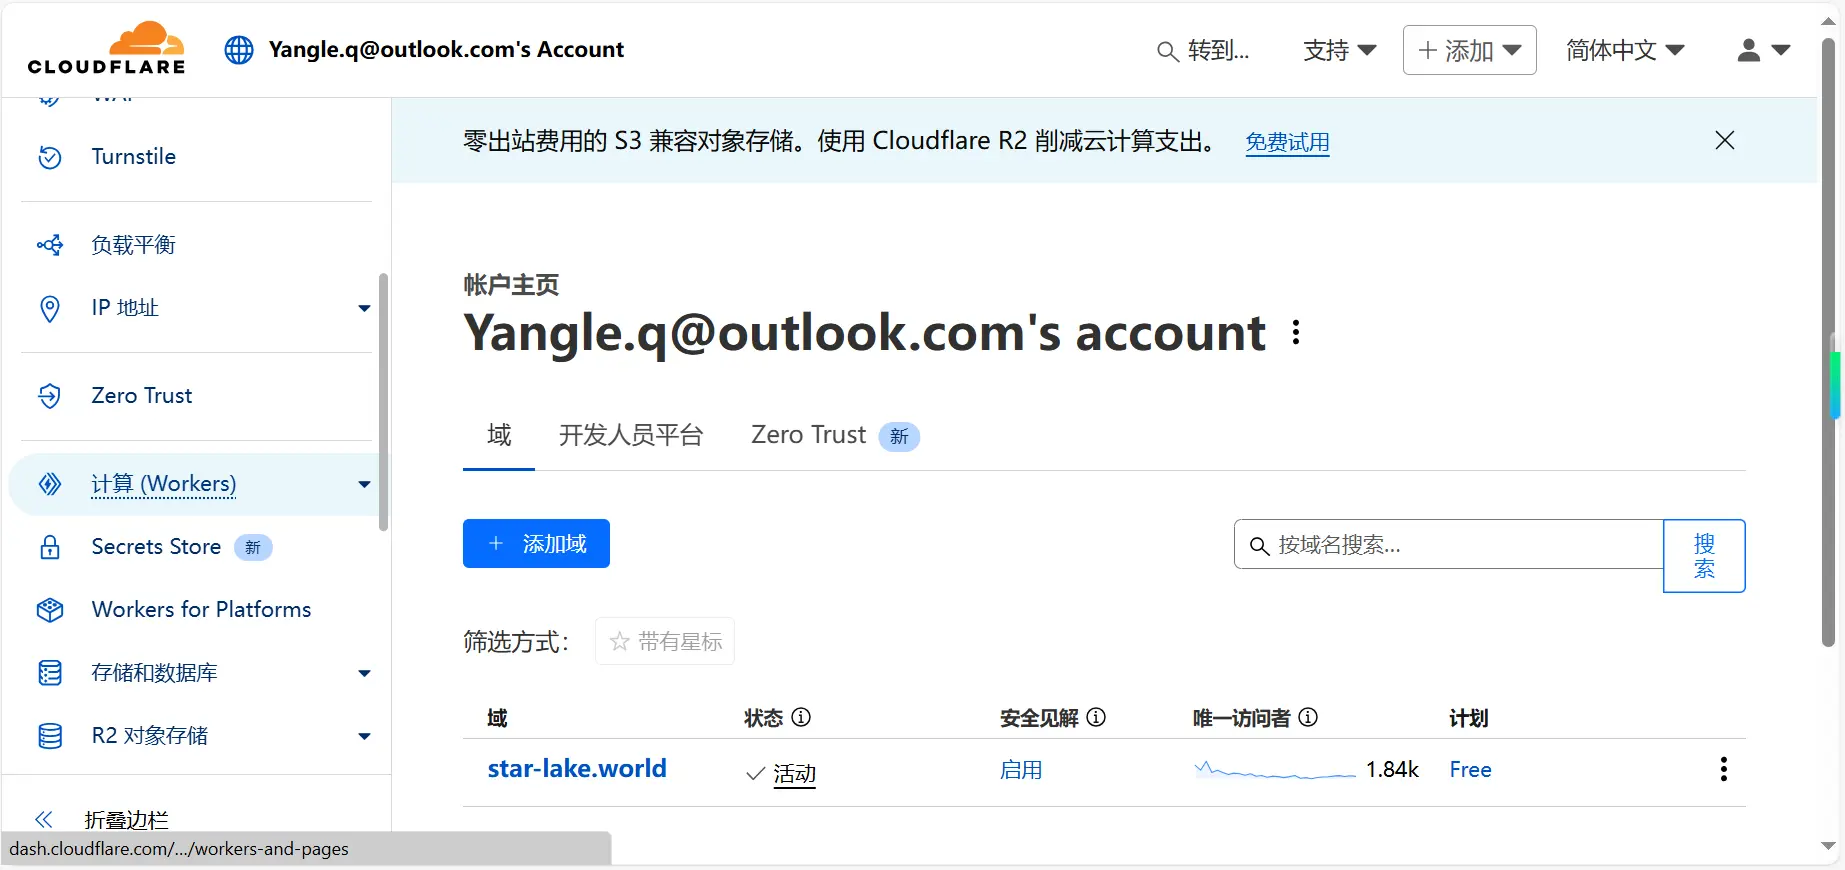 CLOUDFLARE
Yangle.q@outlook.com's Account
转到...
支持
+ 添加
简体中文
WAF
Turnstile
负载平衡
IP 地址
Zero Trust
计算 (Workers)
Secrets Store 新
Workers for Platforms
存储和数据库
R2 对象存储
折叠边栏
dash.cloudflare.com/.../workers-and-pages
零出站费用的 S3 兼容对象存储。使用 Cloudflare R2 削减云计算支出。 免费试用
帐户主页
Yangle.q@outlook.com's account
域 开发人员平台 Zero Trust 新
+ 添加域
按域名搜索...
搜
索
筛选方式： 带有星标
域 状态 安全见解 唯一访问者 计划
star-lake.world 活动 启用 1.84k Free